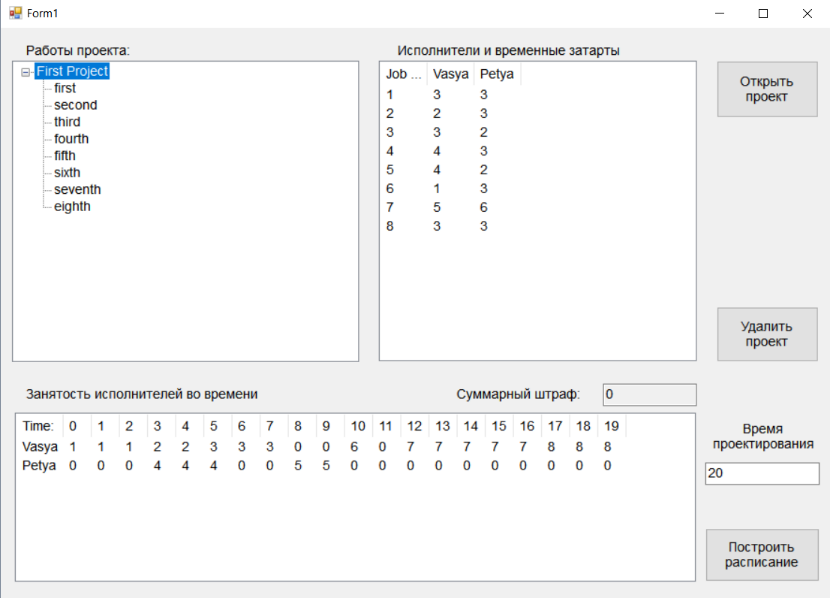 Form1
Работы проекта:
First Project
first
second
third
fourth
fifth
sixth
seventh
eighth
Исполнители и временные затарты
Job ... Vasya Petya
1 3 3
2 2 3
3 3 2
4 4 3
5 4 2
6 1 3
7 5 6
8 3 3
Открыть
проект
Удалить
проект
Занятость исполнителей во времени
Суммарный штраф: 0
Time: 0 1 2 3 4 5 6 7 8 9 10 11 12 13 14 15 16 17 18 19
Vasya 1 1 1 2 2 3 3 3 0 0 6 0 7 7 7 7 7 8 8 8
Petya 0 0 0 4 4 4 0 0 5 5 0 0 0 0 0 0 0 0 0 0
Время
проектирования
20
Построить
расписание